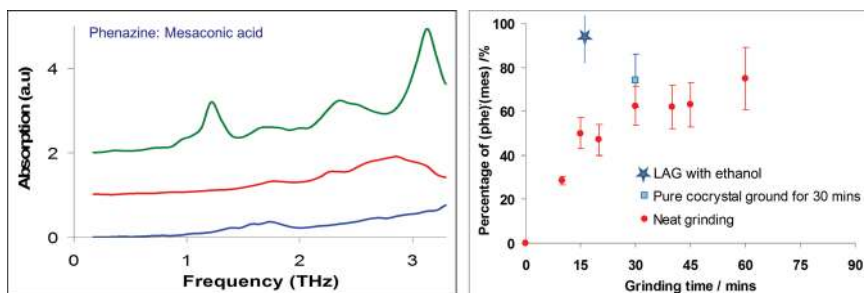 Phenazine: Mesaconic acid
Absorption (a.u)
4
2
0
1
2
3
Frequency (THz)
Percentage of (phe)(mes) /%
100
80
60
40
20
0
LAG with ethanol
Pure cocrystal ground for 30 mins
Neat grinding
0
15
30
45
60
75
90
Grinding time / mins